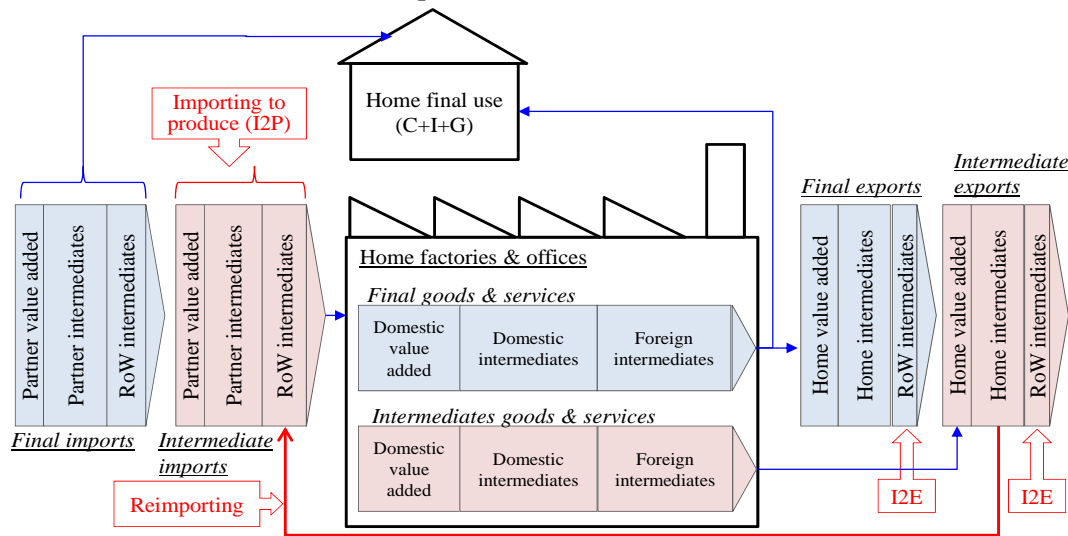 Home final use
(C+I+G)
Importing to
produce (I2P)
Intermediate
exports
Final exports
Partner value added
Partner intermediates
RoW intermediates
Partner value added
Partner intermediates
RoW intermediates
Home factories & offices
Final goods & services
Domestic
value
added
Domestic
intermediates
Foreign
intermediates
Home value added
Home intermediates
RoW intermediates
Home value added
Home intermediates
RoW intermediates
Final imports
Intermediate
imports
Intermediates goods & services
Domestic
value
added
Domestic
intermediates
Foreign
intermediates
Reimporting
I2E
I2E